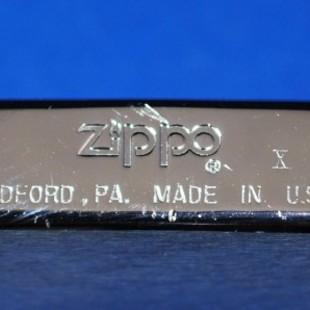 Zippo®
X
DFORD, PA. MADE IN U.S